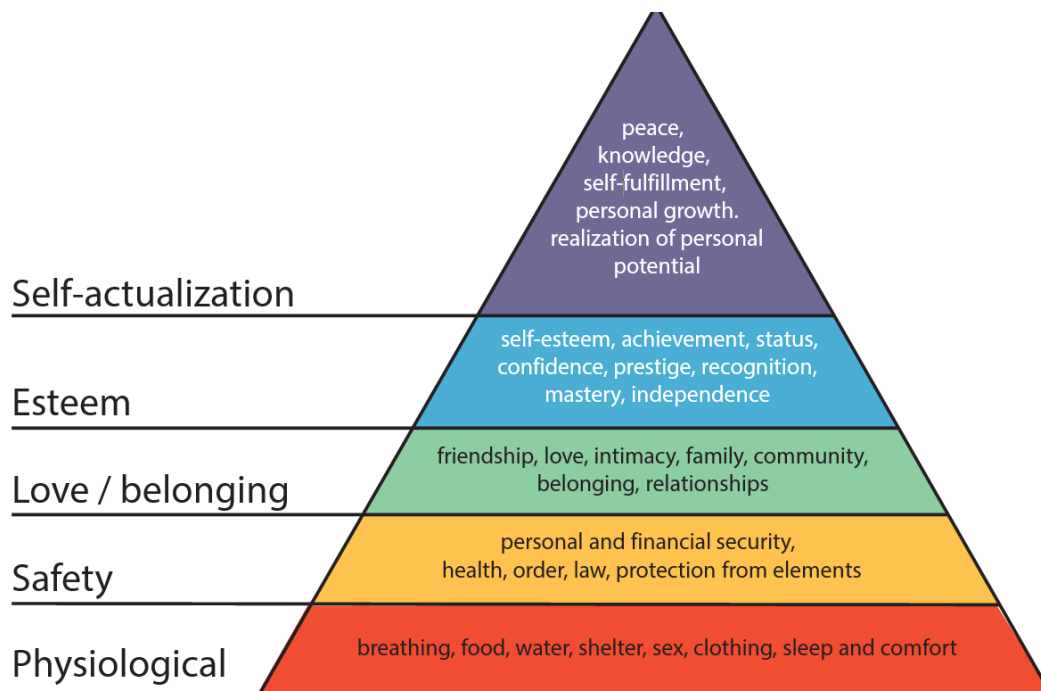 peace,
knowledge,
self-fulfillment,
personal growth.
realization of personal
potential
Self-actualization
self-esteem, achievement, status,
confidence, prestige, recognition,
mastery, independence
Esteem
friendship, love, intimacy, family, community,
belonging, relationships
Love / belonging
personal and financial security,
health, order, law, protection from elements
Safety
breathing, food, water, shelter, sex, clothing, sleep and comfort
Physiological